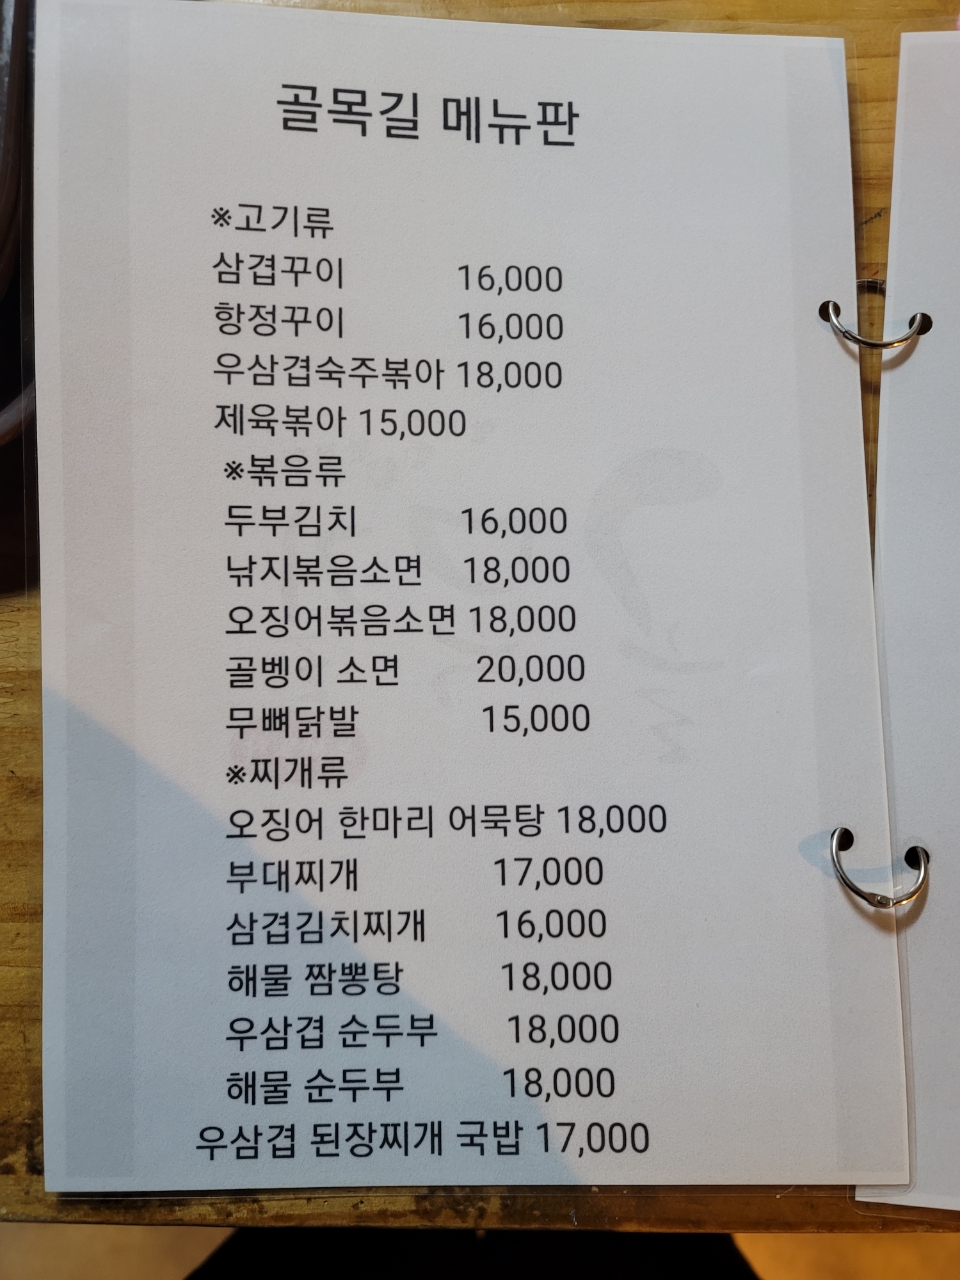 골목길 메뉴판
※고기류
삼겹꾸이 16,000
항정꾸이 16,000
우삼겹숙주볶아 18,000
제육볶아 15,000
※볶음류
두부김치 16,000
낚지볶음소면 18,000
오징어볶음소면 18,000
골벵이 소면 20,000
무뼈닭발 15,000
※찌개류
오징어 한마리 어묵탕 18,000
부대찌개 17,000
삼겹김치찌개 16,000
해물 짬뽕탕 18,000
우삼겹 순두부 18,000
해물 순두부 18,000
우삼겹 된장찌개 국밥 17,000